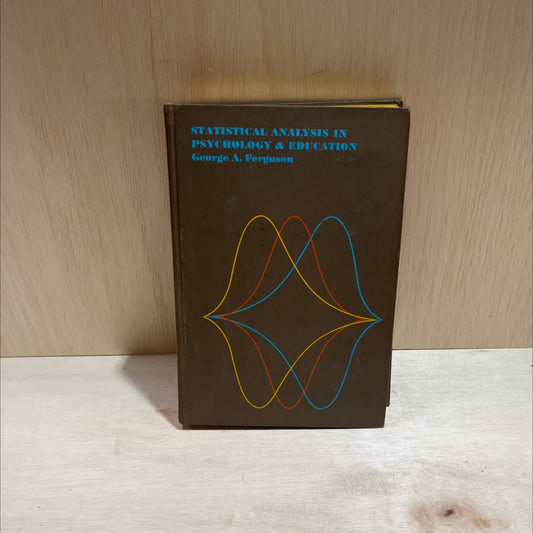 STATISTICAL ANALYSIS IN
PSYCHOLOGY & EDUCATION
George A. Ferguson